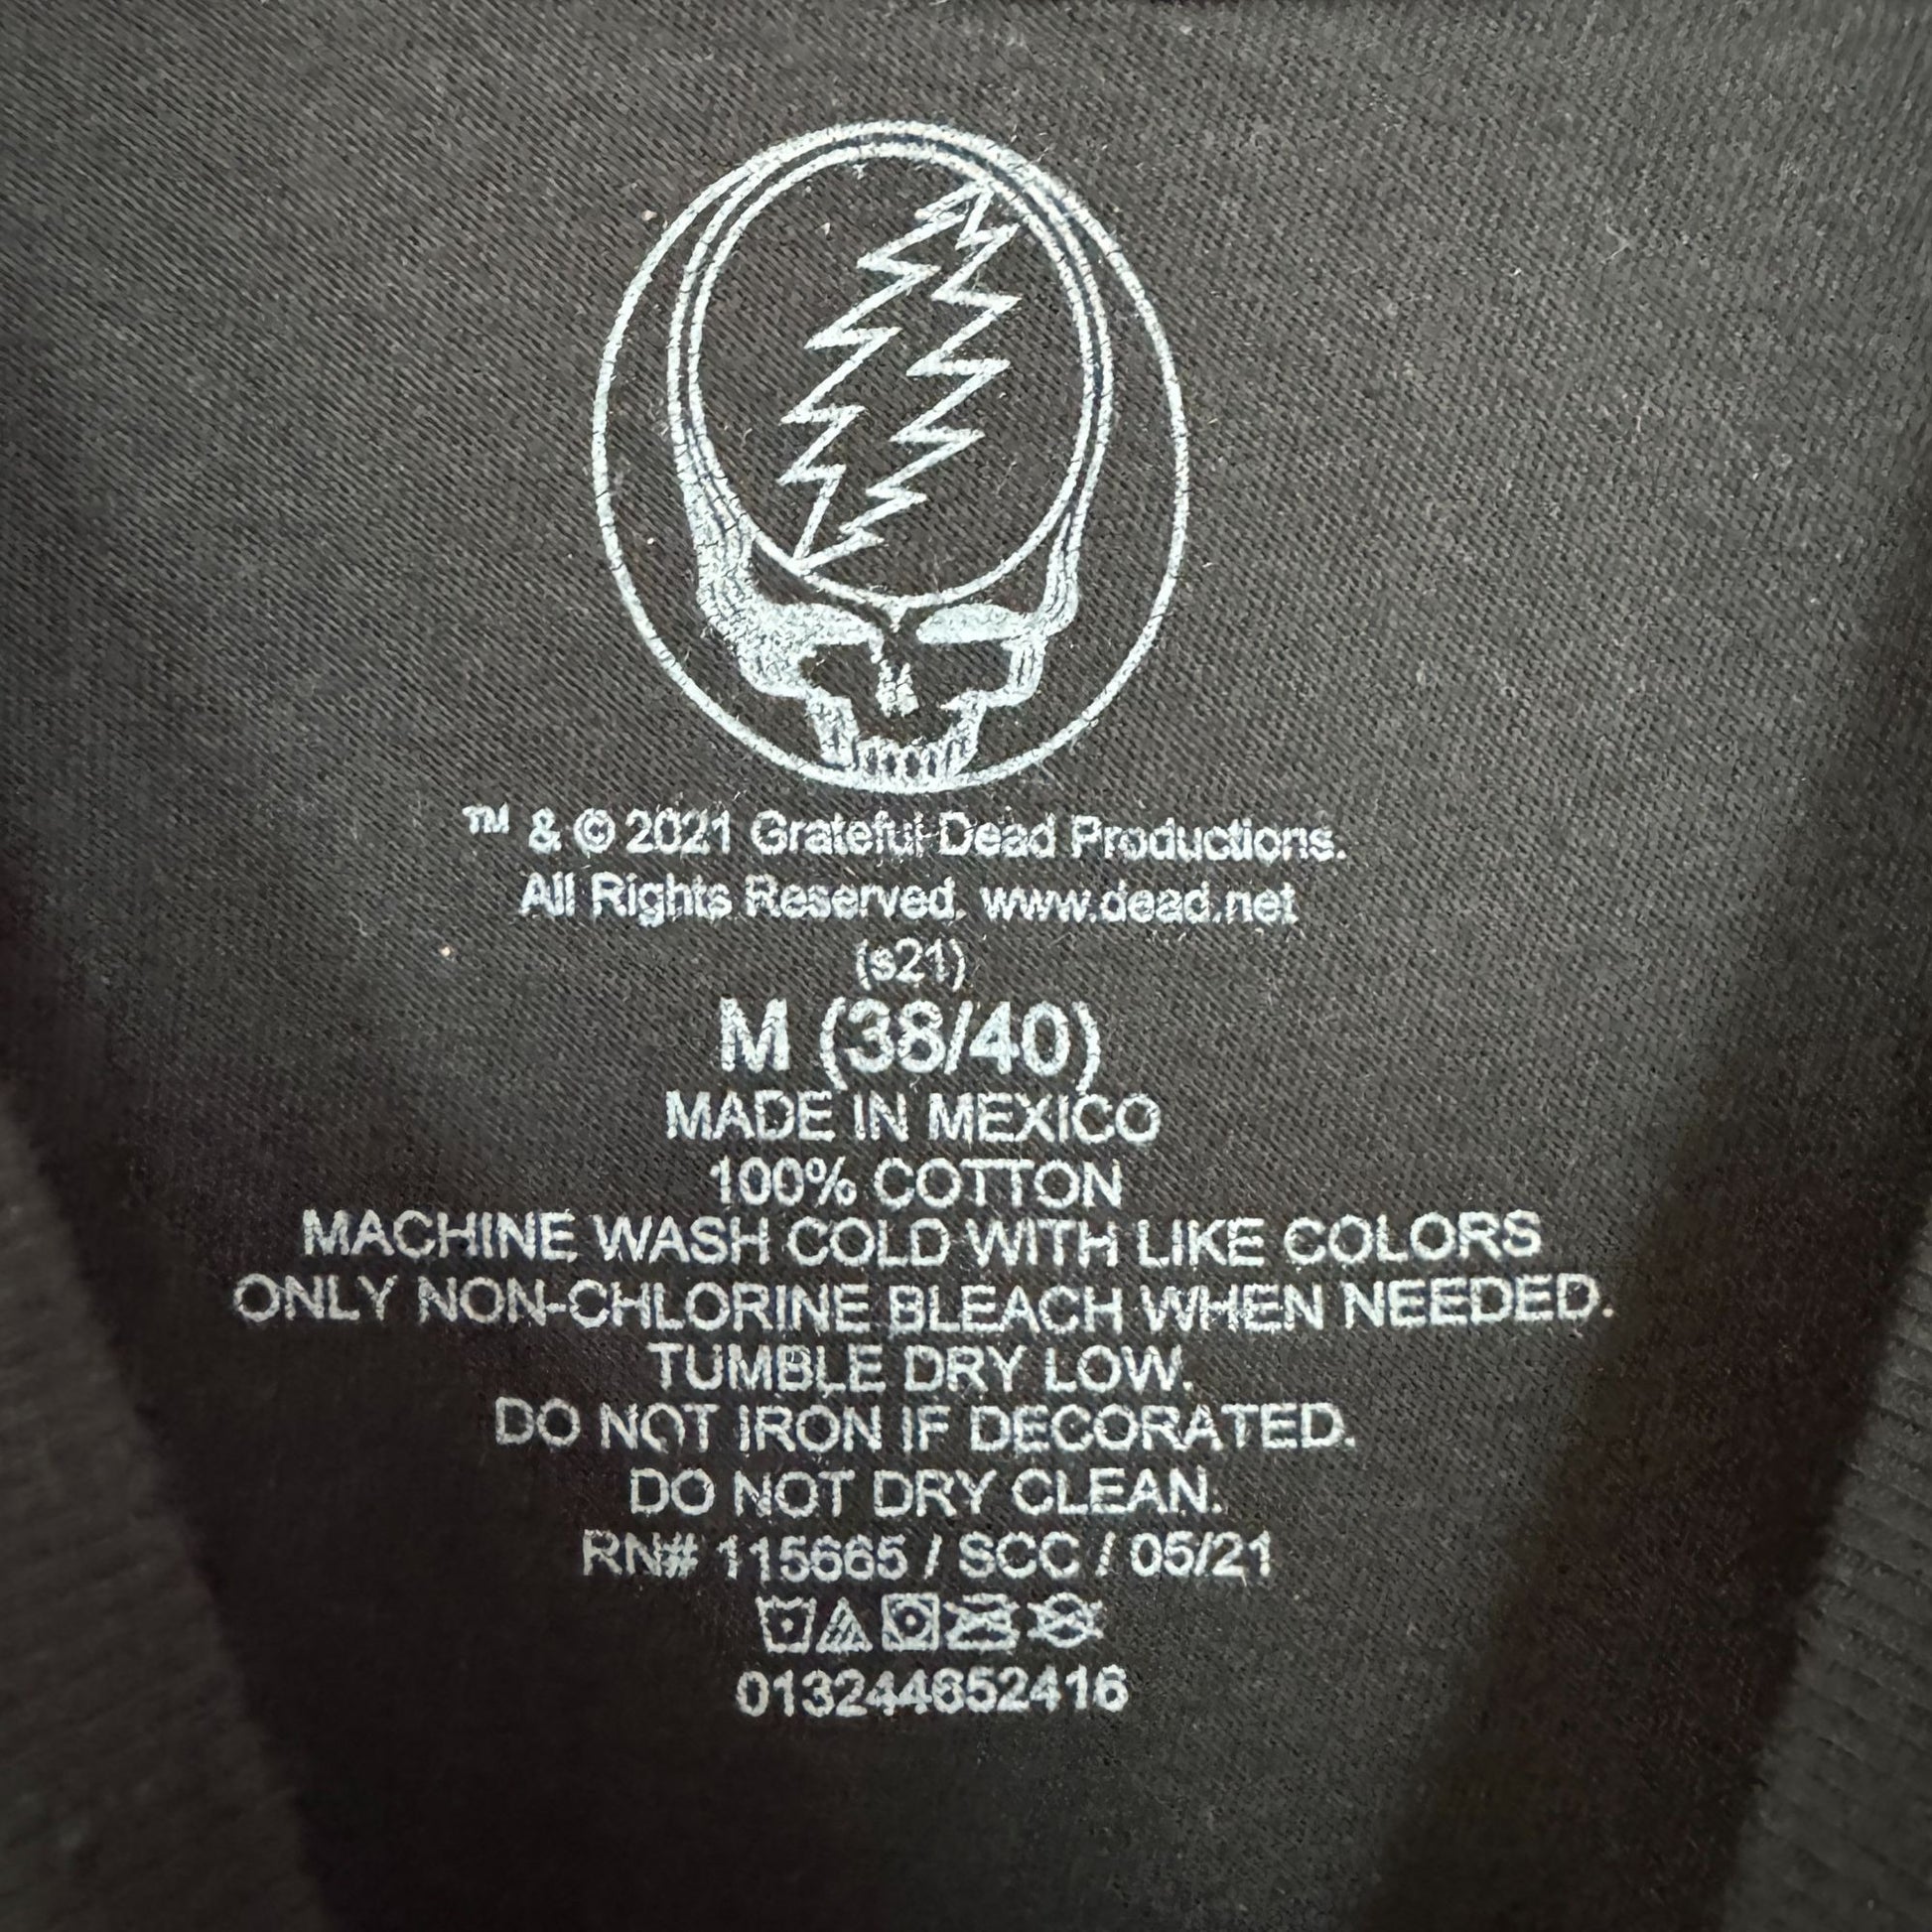 ™ & © 2021 Grateful Dead Productions.
All Rights Reserved. www.dead.net
(s21)
M (38/40)
MADE IN MEXICO
100% COTTON
MACHINE WASH COLD WITH LIKE COLORS
ONLY NON-CHLORINE BLEACH WHEN NEEDED.
TUMBLE DRY LOW.
DO NOT IRON IF DECORATED.
DO NOT DRY CLEAN.
RN# 115665 / SCC / 05/21
013244652416